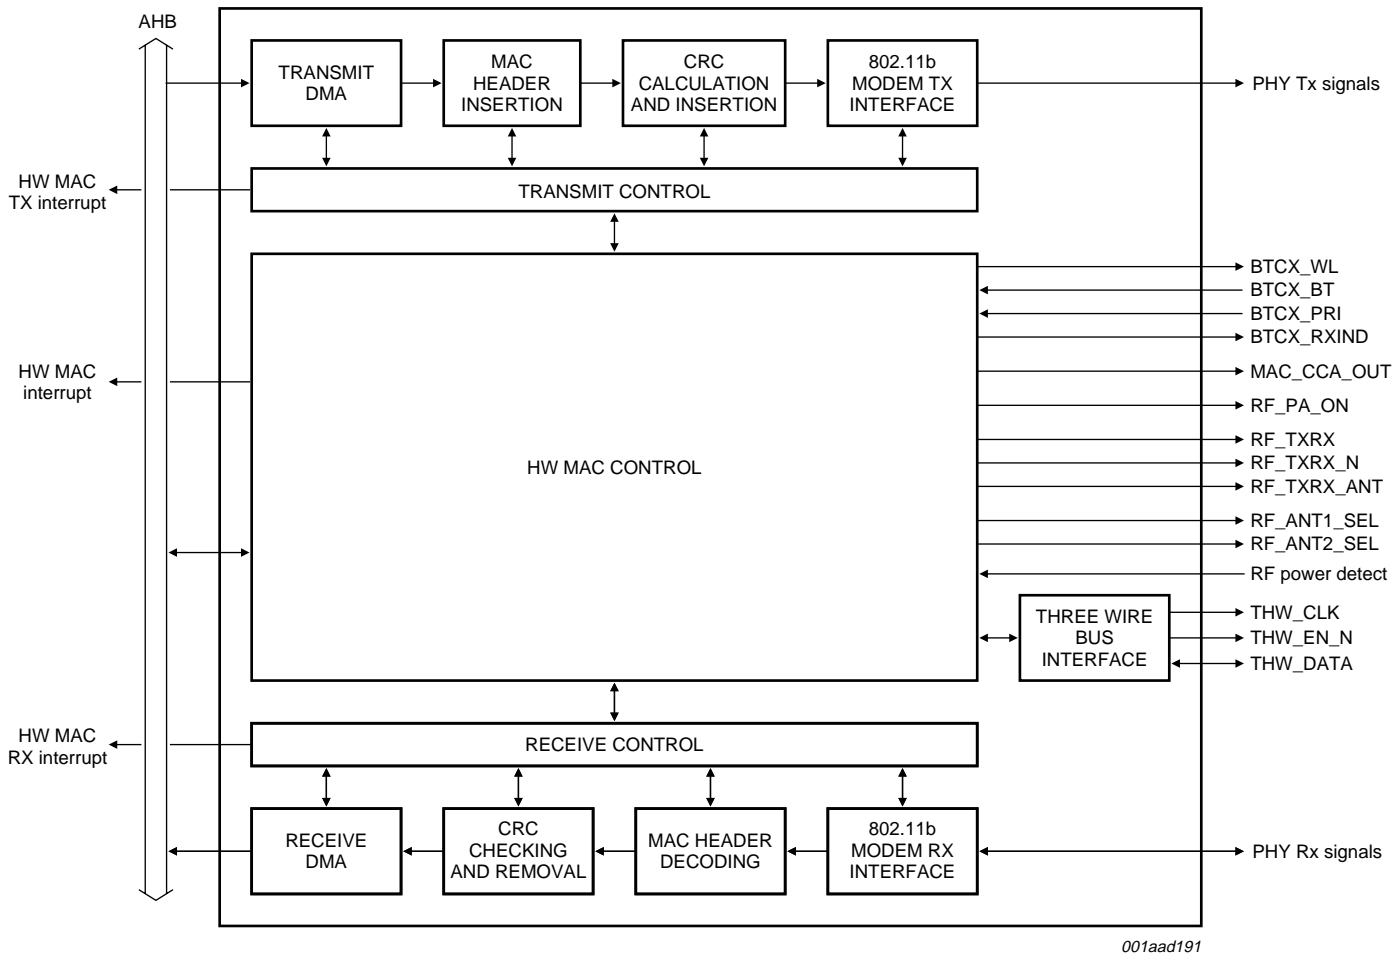 AHB
TRANSMIT
DMA
MAC
HEADER
INSERTION
CRC
CALCULATION
AND INSERTION
802.11b
MODEM TX
INTERFACE
PHY Tx signals
HW MAC
TX interrupt
TRANSMIT CONTROL
BTCX_WL
BTCX_BT
BTCX_PRI
BTCX_RXIND
HW MAC
interrupt
MAC_CCA_OUT
RF_PA_ON
RF_TXRX
HW MAC CONTROL
RF_TXRX_N
RF_TXRX_ANT
RF_ANT1_SEL
RF_ANT2_SEL
RF power detect
THREE WIRE
BUS
INTERFACE
THW_CLK
THW_EN_N
THW_DATA
HW MAC
RX interrupt
RECEIVE CONTROL
RECEIVE
DMA
CRC
CHECKING
AND REMOVAL
MAC HEADER
DECODING
802.11b
MODEM RX
INTERFACE
PHY Rx signals
001aad191